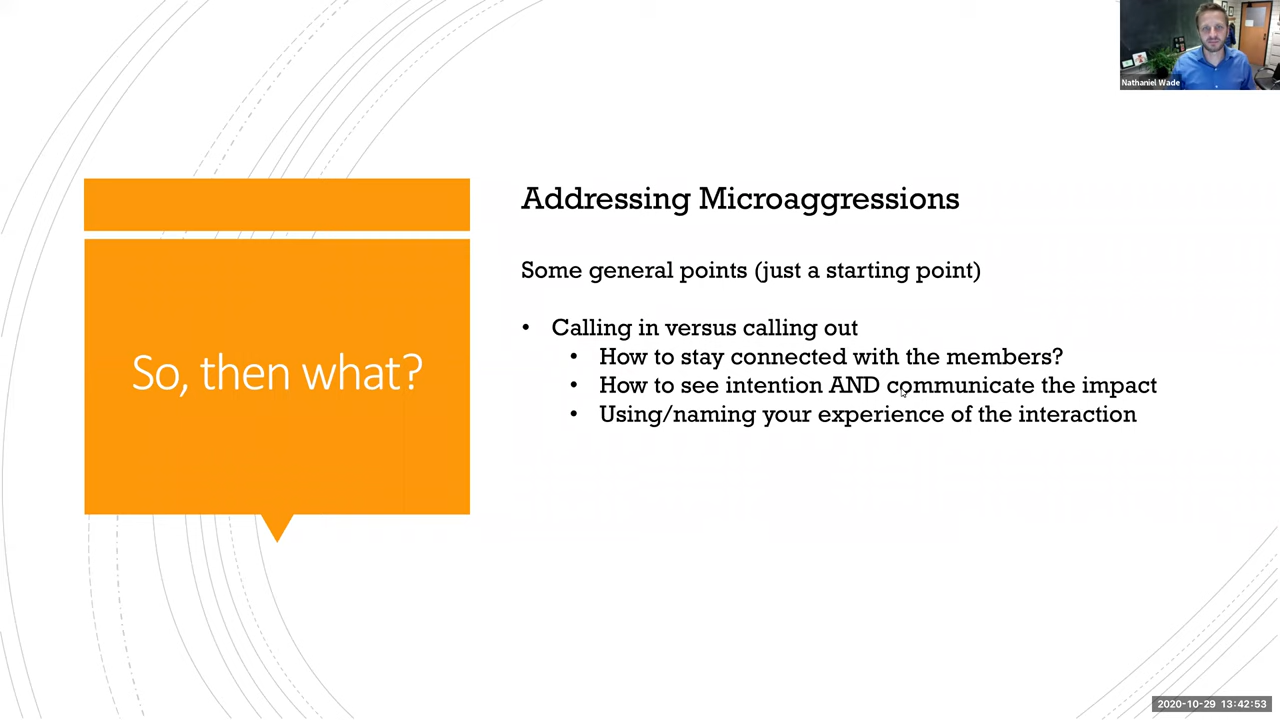 Nathaniel Wade
So, then what?
Addressing Microaggressions
Some general points (just a starting point)
• Calling in versus calling out
• How to stay connected with the members?
• How to see intention AND communicate the impact
• Using/naming your experience of the interaction
2020-10-29 13:42:53